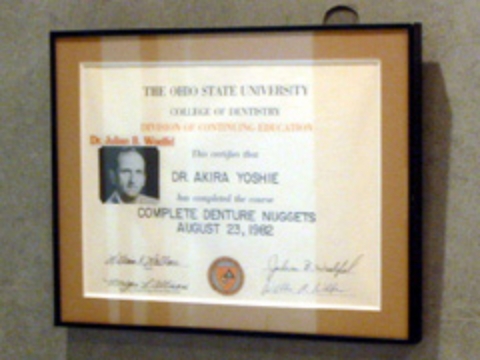 THE OHIO STATE UNIVERSITY
COLLEGE OF DENTISTRY
DIVISION OF CONTINUING EDUCATION
Dr. Julian B. Woelfel
This certifies that
DR. AKIRA YOSHIE
has completed the course
COMPLETE DENTURE NUGGETS
AUGUST 23, 1982